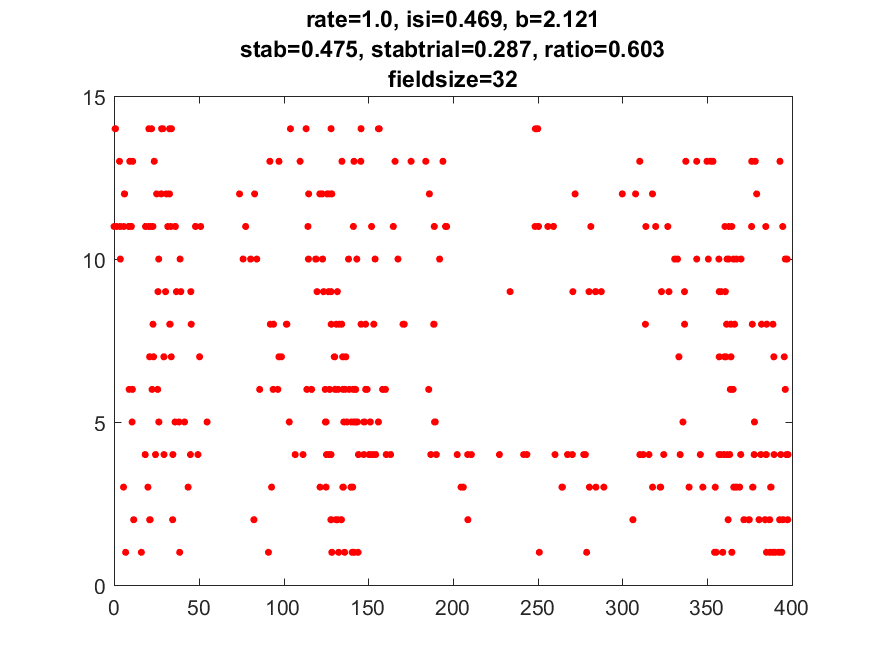 rate=1.0, isi=0.469, b=2.121
stab=0.475, stabtrial=0.287, ratio=0.603
fieldsize=32
15
10
5
0
0 50 100 150 200 250 300 350 400